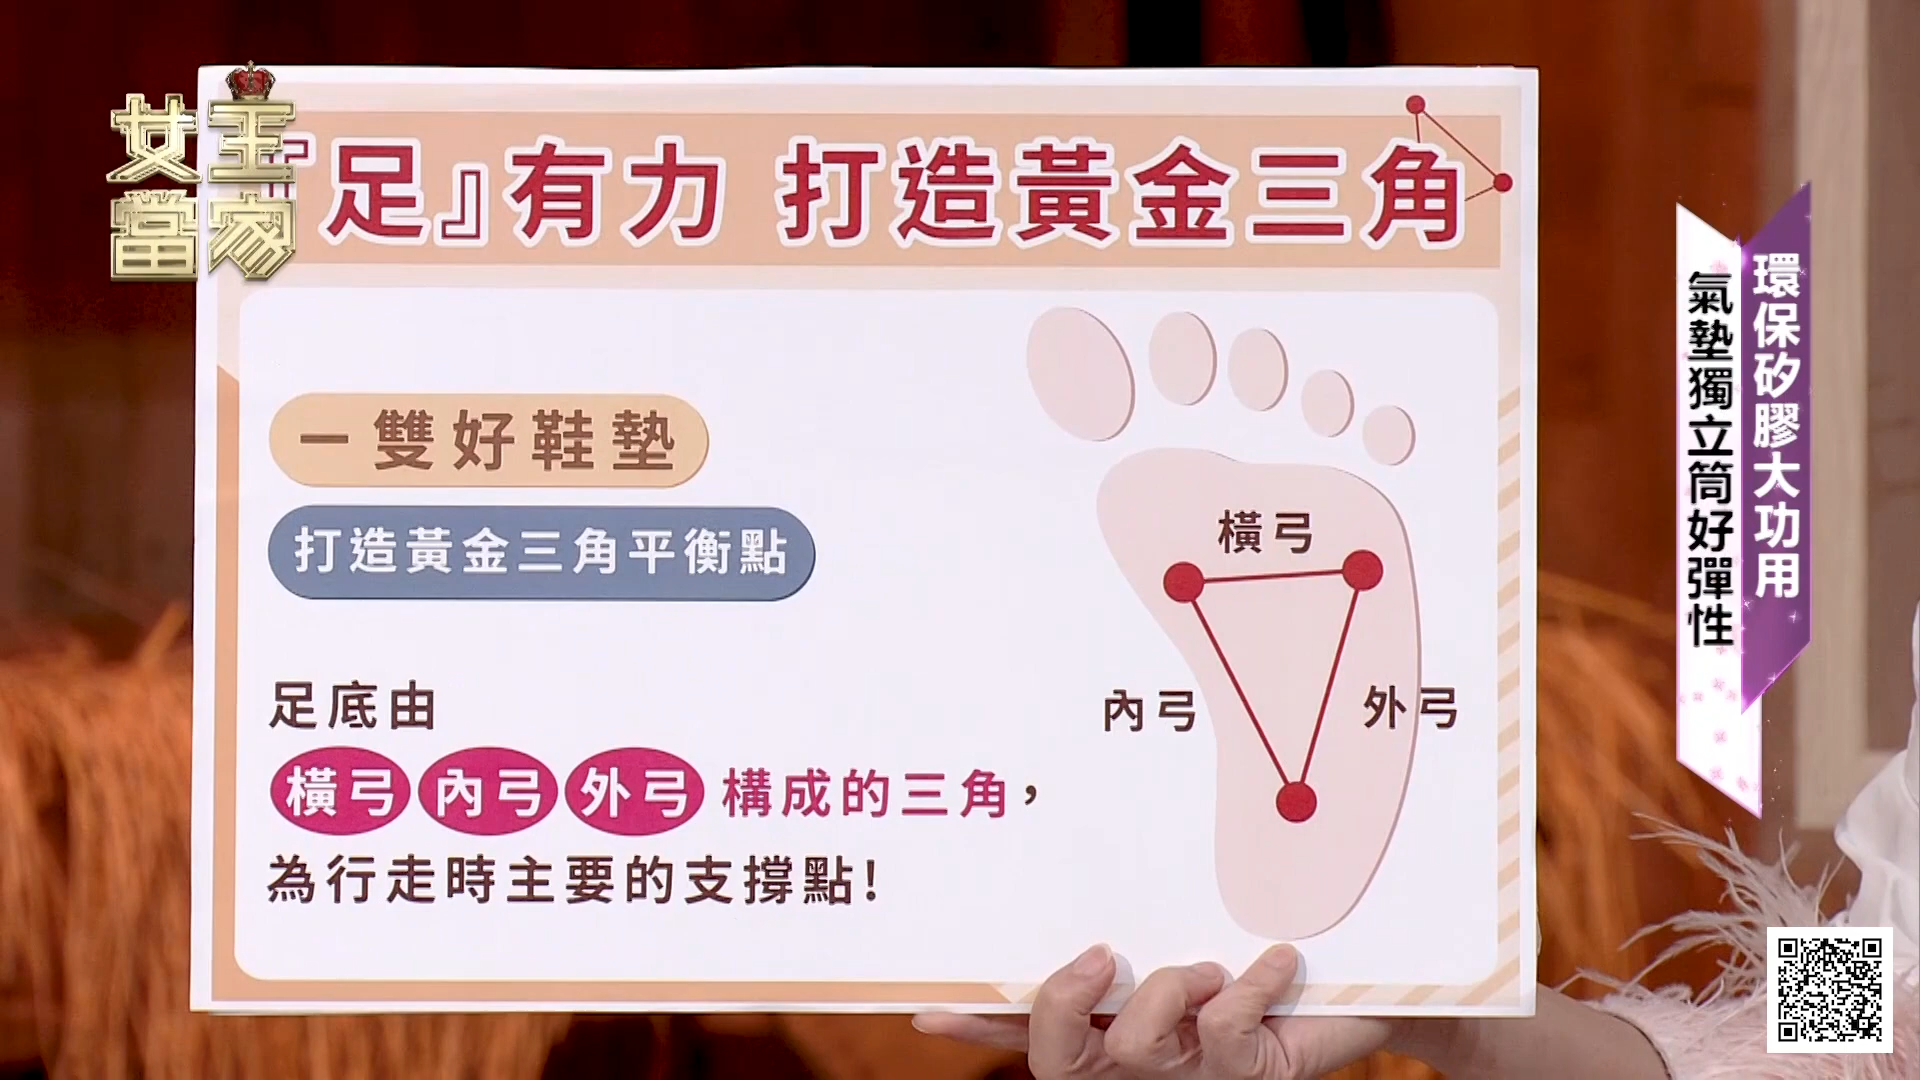 女王
當家
『足』有力 打造黃金三角
一雙好鞋墊
打造黃金三角平衡點
足底由
橫弓 內弓 外弓 構成的三角，
為行走時主要的支撐點!
橫弓
內弓
外弓
環保矽膠大功用
氣墊獨立筒好彈性